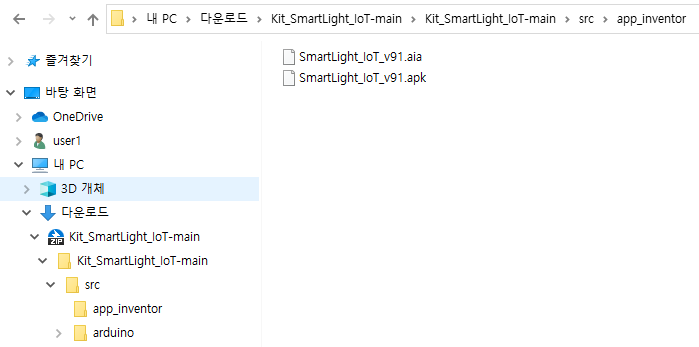 내 PC > 다운로드 > Kit_SmartLight_IoT-main > Kit_SmartLight_IoT-main > src > app_inventor
즐겨찾기
바탕 화면
OneDrive
user1
내 PC
3D 개체
다운로드
ZIP
Kit_SmartLight_IoT-main
Kit_SmartLight_IoT-main
src
app_inventor
arduino
SmartLight_IoT_v91.aia
SmartLight_IoT_v91.apk